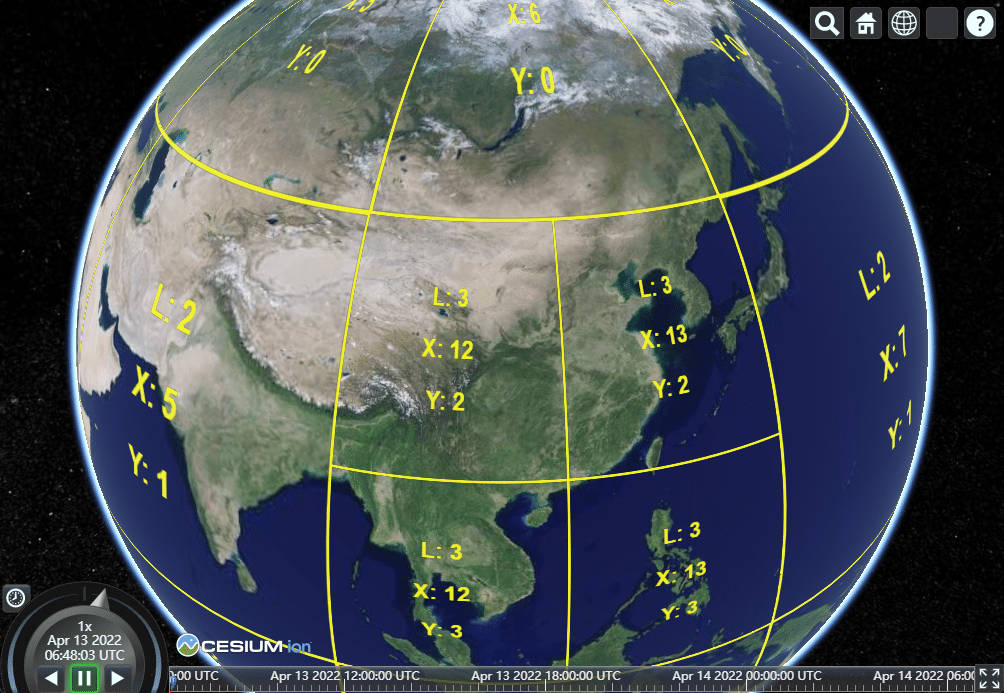 X: 6
Y: 0
Y: 0
Y: 0
L: 2
X: 5
Y: 1
L: 3
X: 12
Y: 2
L: 3
X: 13
Y: 2
L: 2
X: 7
Y: 1
L: 3
X: 12
Y: 3
L: 3
X: 13
Y: 3
?
1x
Apr 13 2022
06:48:03 UTC
CESIUM ion
:00 UTC
Apr 13 2022 12:00:00 UTC
Apr 13 2022 18:00:00 UTC
Apr 14 2022 00:00:00 UTC
Apr 14 2022 06:00